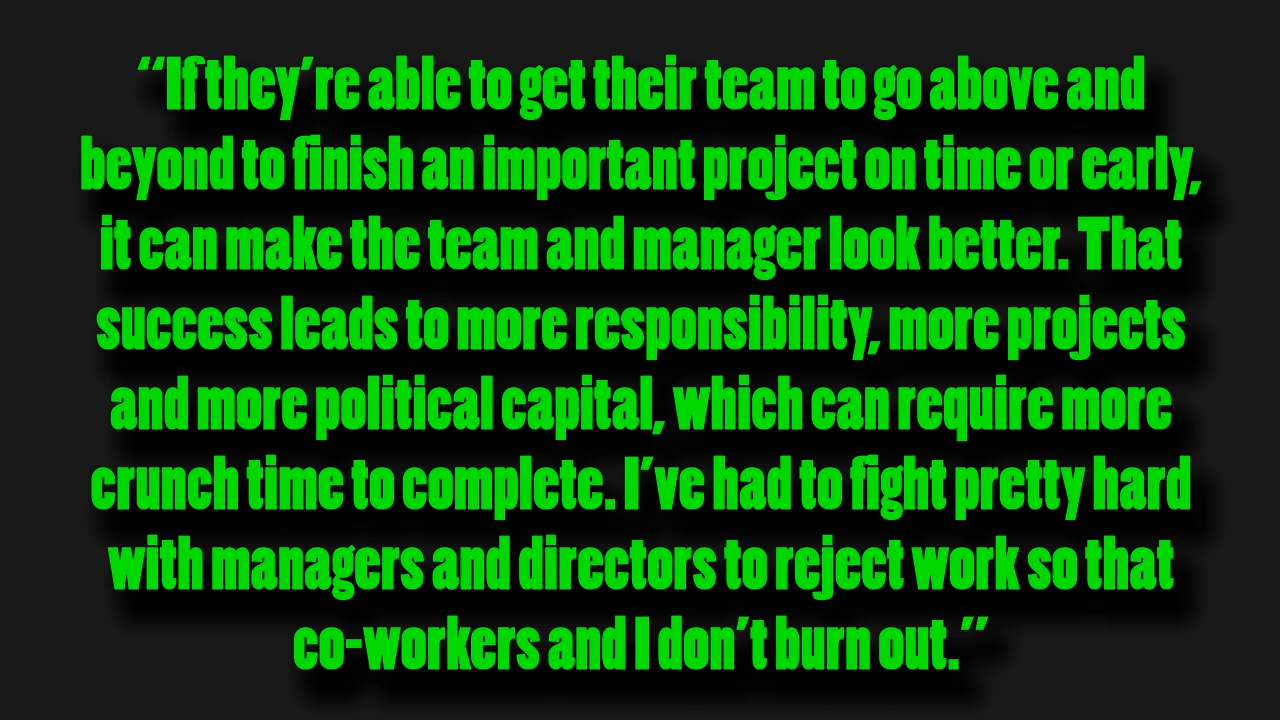 “If they’re able to get their team to go above and
beyond to finish an important project on time or early,
it can make the team and manager look better. That
success leads to more responsibility, more projects
and more political capital, which can require more
crunch time to complete. I’ve had to fight pretty hard
with managers and directors to reject work so that
co-workers and I don’t burn out.”